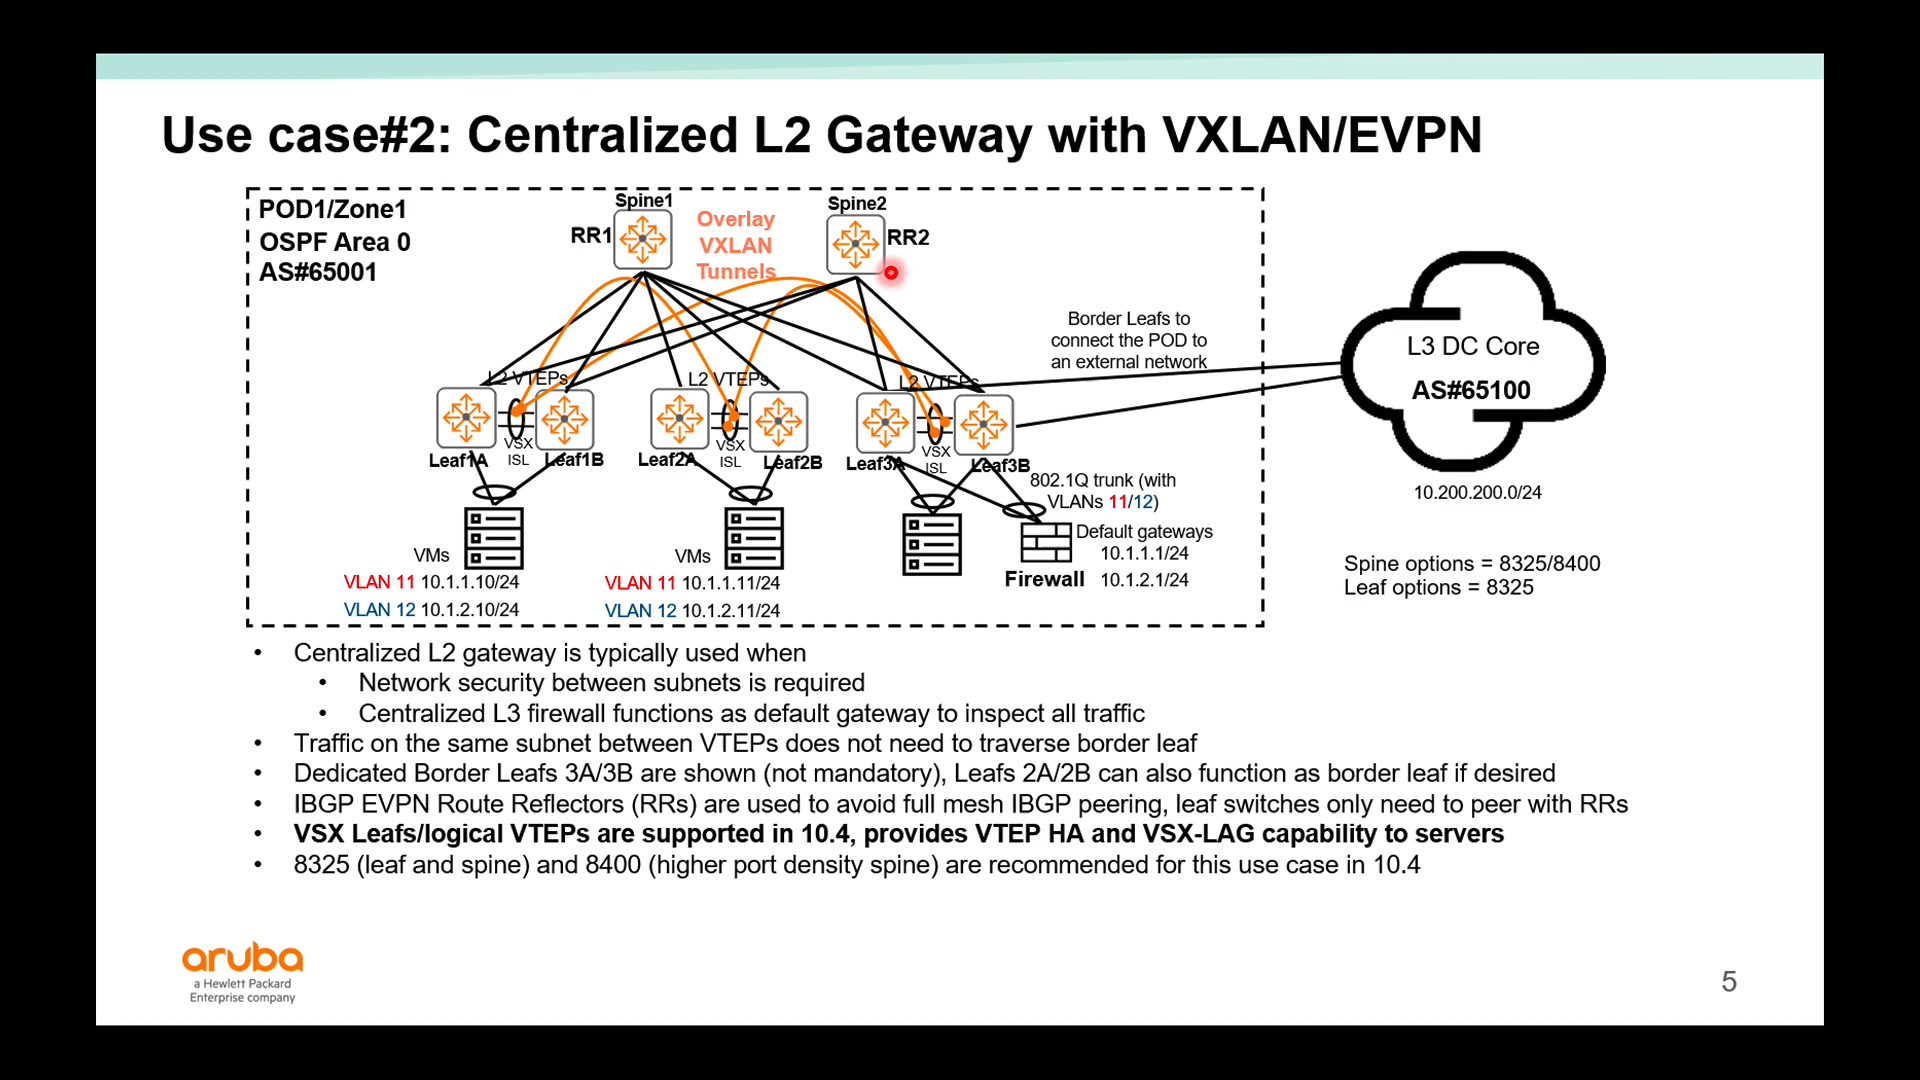 Use case#2: Centralized L2 Gateway with VXLAN/EVPN
POD1/Zone1
OSPF Area 0
AS#65001
Spine1
RR1
Overlay
VXLAN
Tunnels
Spine2
RR2
Border Leafs to
connect the POD to
an external network
L3 DC Core
AS#65100
10.200.200.0/24
L2 VTEPs
L2 VTEPs
L2 VTEPs
VSX
ISL
VSX
ISL
VSX
ISL
Leaf1A
Leaf1B
Leaf2A
Leaf2B
Leaf3A
Leaf3B
802.1Q trunk (with
VLANs 11/12)
Default gateways
10.1.1.1/24
Firewall 10.1.2.1/24
VMs
VLAN 11 10.1.1.10/24
VLAN 12 10.1.2.10/24
VMs
VLAN 11 10.1.1.11/24
VLAN 12 10.1.2.11/24
Spine options = 8325/8400
Leaf options = 8325
• Centralized L2 gateway is typically used when
• Network security between subnets is required
• Centralized L3 firewall functions as default gateway to inspect all traffic
• Traffic on the same subnet between VTEPs does not need to traverse border leaf
• Dedicated Border Leafs 3A/3B are shown (not mandatory), Leafs 2A/2B can also function as border leaf if desired
• IBGP EVPN Route Reflectors (RRs) are used to avoid full mesh IBGP peering, leaf switches only need to peer with RRs
• VSX Leafs/logical VTEPs are supported in 10.4, provides VTEP HA and VSX-LAG capability to servers
• 8325 (leaf and spine) and 8400 (higher port density spine) are recommended for this use case in 10.4
aruba
a Hewlett Packard
Enterprise company
5